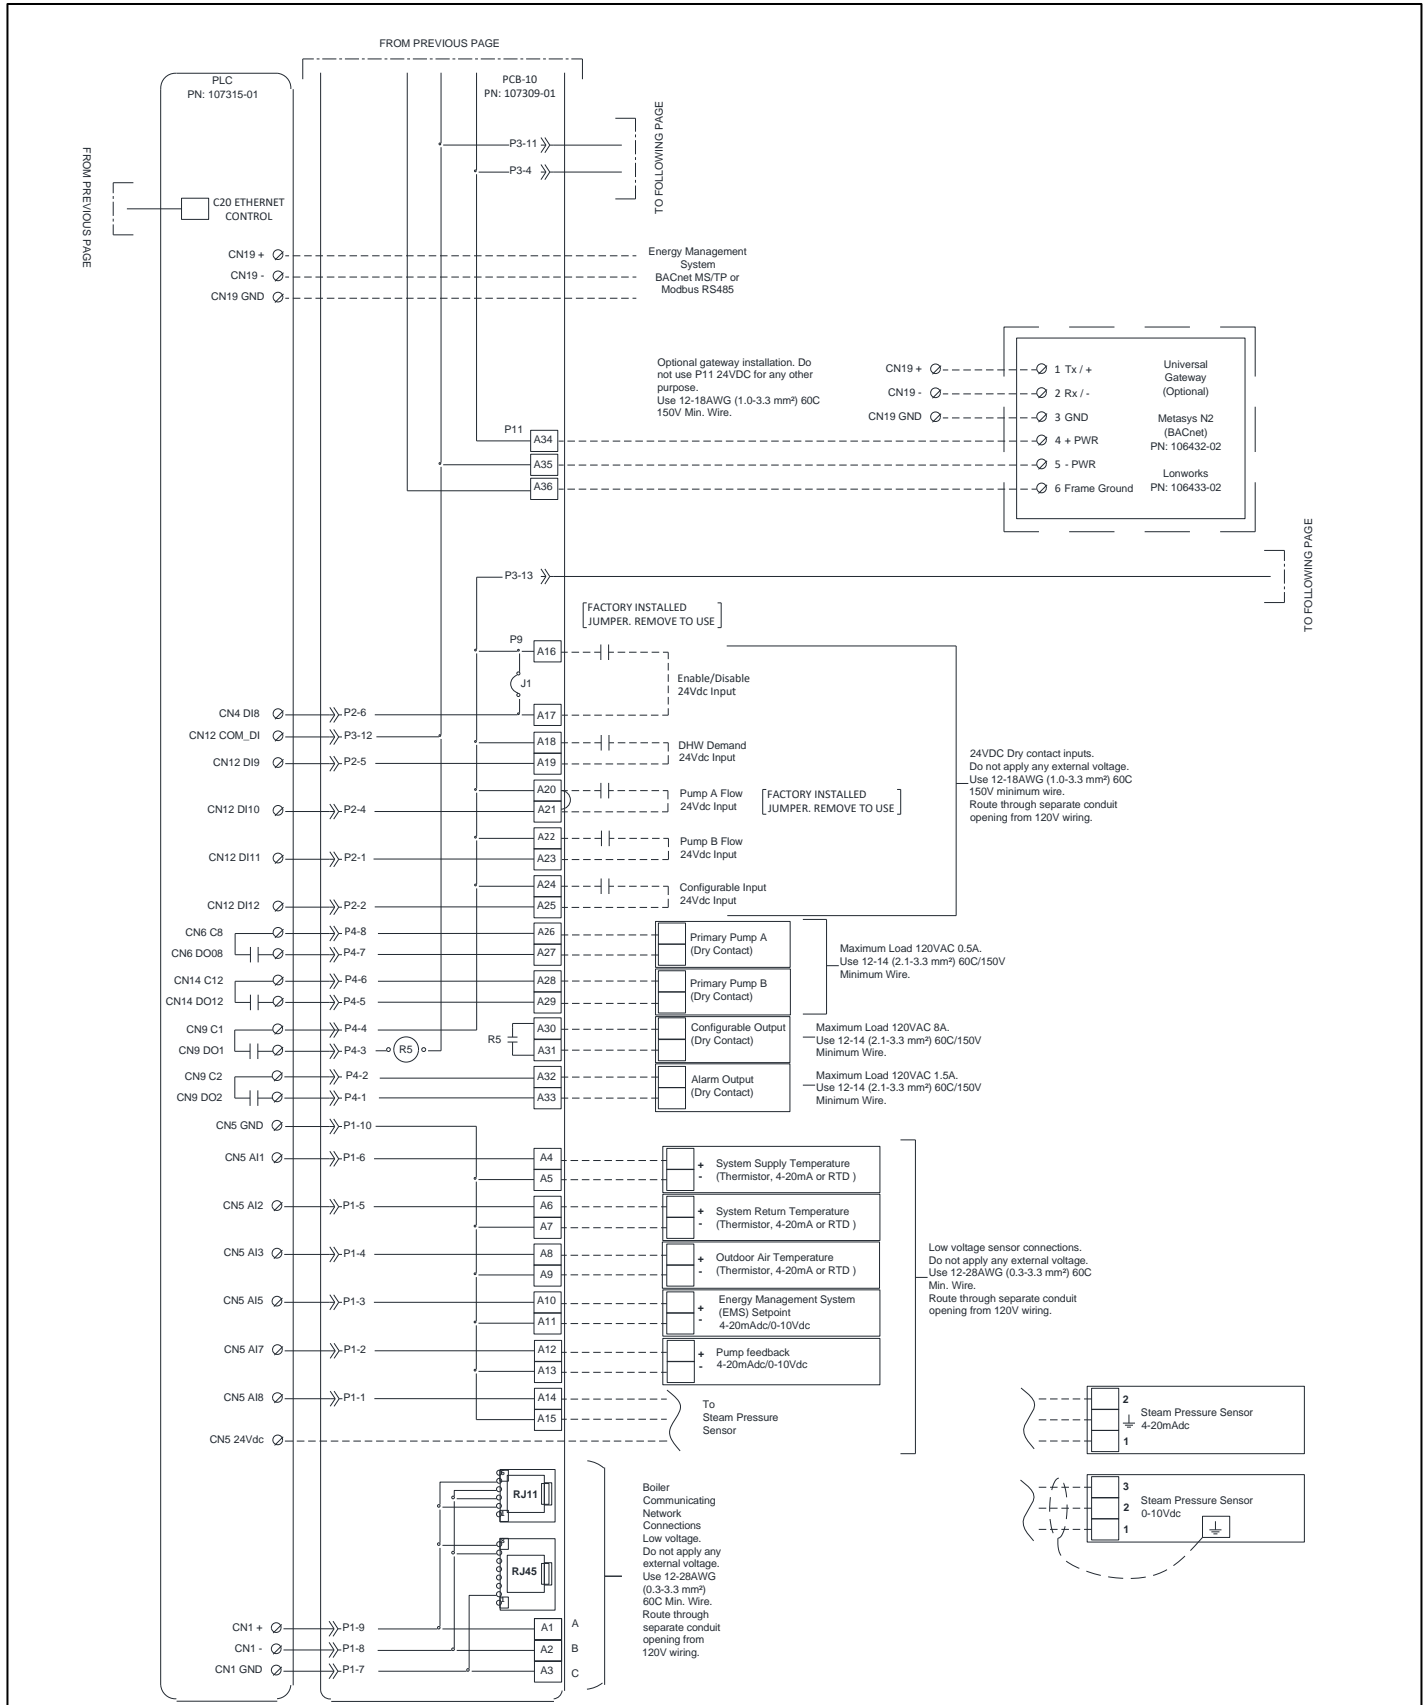 FROM PREVIOUS PAGE
PLC
PN: 107315-01
PCB-10
PN: 107309-01
FROM PREVIOUS PAGE
P3-11
P3-4
TO FOLLOWING PAGE
C20 ETHERNET
CONTROL
CN19 +
CN19 -
CN19 GND
Energy Management
System
BACnet MS/TP or
Modbus RS485
Optional gateway installation. Do
not use P11 24VDC for any other
purpose.
Use 12-18AWG (1.0-3.3 mm²) 60C
150V Min. Wire.
CN19 +
CN19 -
CN19 GND
1 Tx / +
2 Rx / -
3 GND
4 + PWR
5 - PWR
6 Frame Ground
Universal
Gateway
(Optional)
Metasys N2
(BACnet)
PN: 106432-02
Lonworks
PN: 106433-02
P11
A34
A35
A36
TO FOLLOWING PAGE
P3-13
FACTORY INSTALLED
JUMPER. REMOVE TO USE
P9
A16
J1
Enable/Disable
24Vdc Input
CN4 DI8
P2-6
A17
CN12 COM_DI
P3-12
A18
DHW Demand
24Vdc Input
CN12 DI9
P2-5
A19
A20
Pump A Flow
24Vdc Input
FACTORY INSTALLED
JUMPER. REMOVE TO USE
CN12 DI10
P2-4
A21
A22
Pump B Flow
24Vdc Input
CN12 DI11
P2-1
A23
A24
Configurable Input
24Vdc Input
CN12 DI12
P2-2
A25
24VDC Dry contact inputs.
Do not apply any external voltage.
Use 12-18AWG (1.0-3.3 mm²) 60C
150V minimum wire.
Route through separate conduit
opening from 120V wiring.
CN6 C8
P4-8
A26
CN6 DO08
P4-7
A27
Primary Pump A
(Dry Contact)
CN14 C12
P4-6
A28
CN14 DO12
P4-5
A29
Primary Pump B
(Dry Contact)
Maximum Load 120VAC 0.5A.
Use 12-14 (2.1-3.3 mm²) 60C/150V
Minimum Wire.
CN9 C1
P4-4
A30
CN9 DO1
P4-3
R5
R5
A31
Configurable Output
(Dry Contact)
Maximum Load 120VAC 8A.
Use 12-14 (2.1-3.3 mm²) 60C/150V
Minimum Wire.
CN9 C2
P4-2
A32
CN9 DO2
P4-1
A33
Alarm Output
(Dry Contact)
Maximum Load 120VAC 1.5A.
Use 12-14 (2.1-3.3 mm²) 60C/150V
Minimum Wire.
CN5 GND
P1-10
CN5 AI1
P1-6
A4
A5
+
-
System Supply Temperature
(Thermistor, 4-20mA or RTD )
CN5 AI2
P1-5
A6
A7
+
-
System Return Temperature
(Thermistor, 4-20mA or RTD )
CN5 AI3
P1-4
A8
A9
+
-
Outdoor Air Temperature
(Thermistor, 4-20mA or RTD )
CN5 AI5
P1-3
A10
A11
+
-
Energy Management System
(EMS) Setpoint
4-20mAdc/0-10Vdc
CN5 AI7
P1-2
A12
A13
+
-
Pump feedback
4-20mAdc/0-10Vdc
CN5 AI8
P1-1
A14
A15
To
Steam Pressure
Sensor
CN5 24Vdc
Low voltage sensor connections.
Do not apply any external voltage.
Use 12-28AWG (0.3-3.3 mm²) 60C
Min. Wire.
Route through separate conduit
opening from 120V wiring.
2
1
Steam Pressure Sensor
4-20mAdc
3
2
1
Steam Pressure Sensor
0-10Vdc
RJ11
RJ45
Boiler
Communicating
Network
Connections
Low voltage.
Do not apply any
external voltage.
Use 12-28AWG
(0.3-3.3 mm²)
60C Min. Wire.
Route through
separate conduit
opening from
120V wiring.
CN1 +
P1-9
A1
A
CN1 -
P1-8
A2
B
CN1 GND
P1-7
A3
C